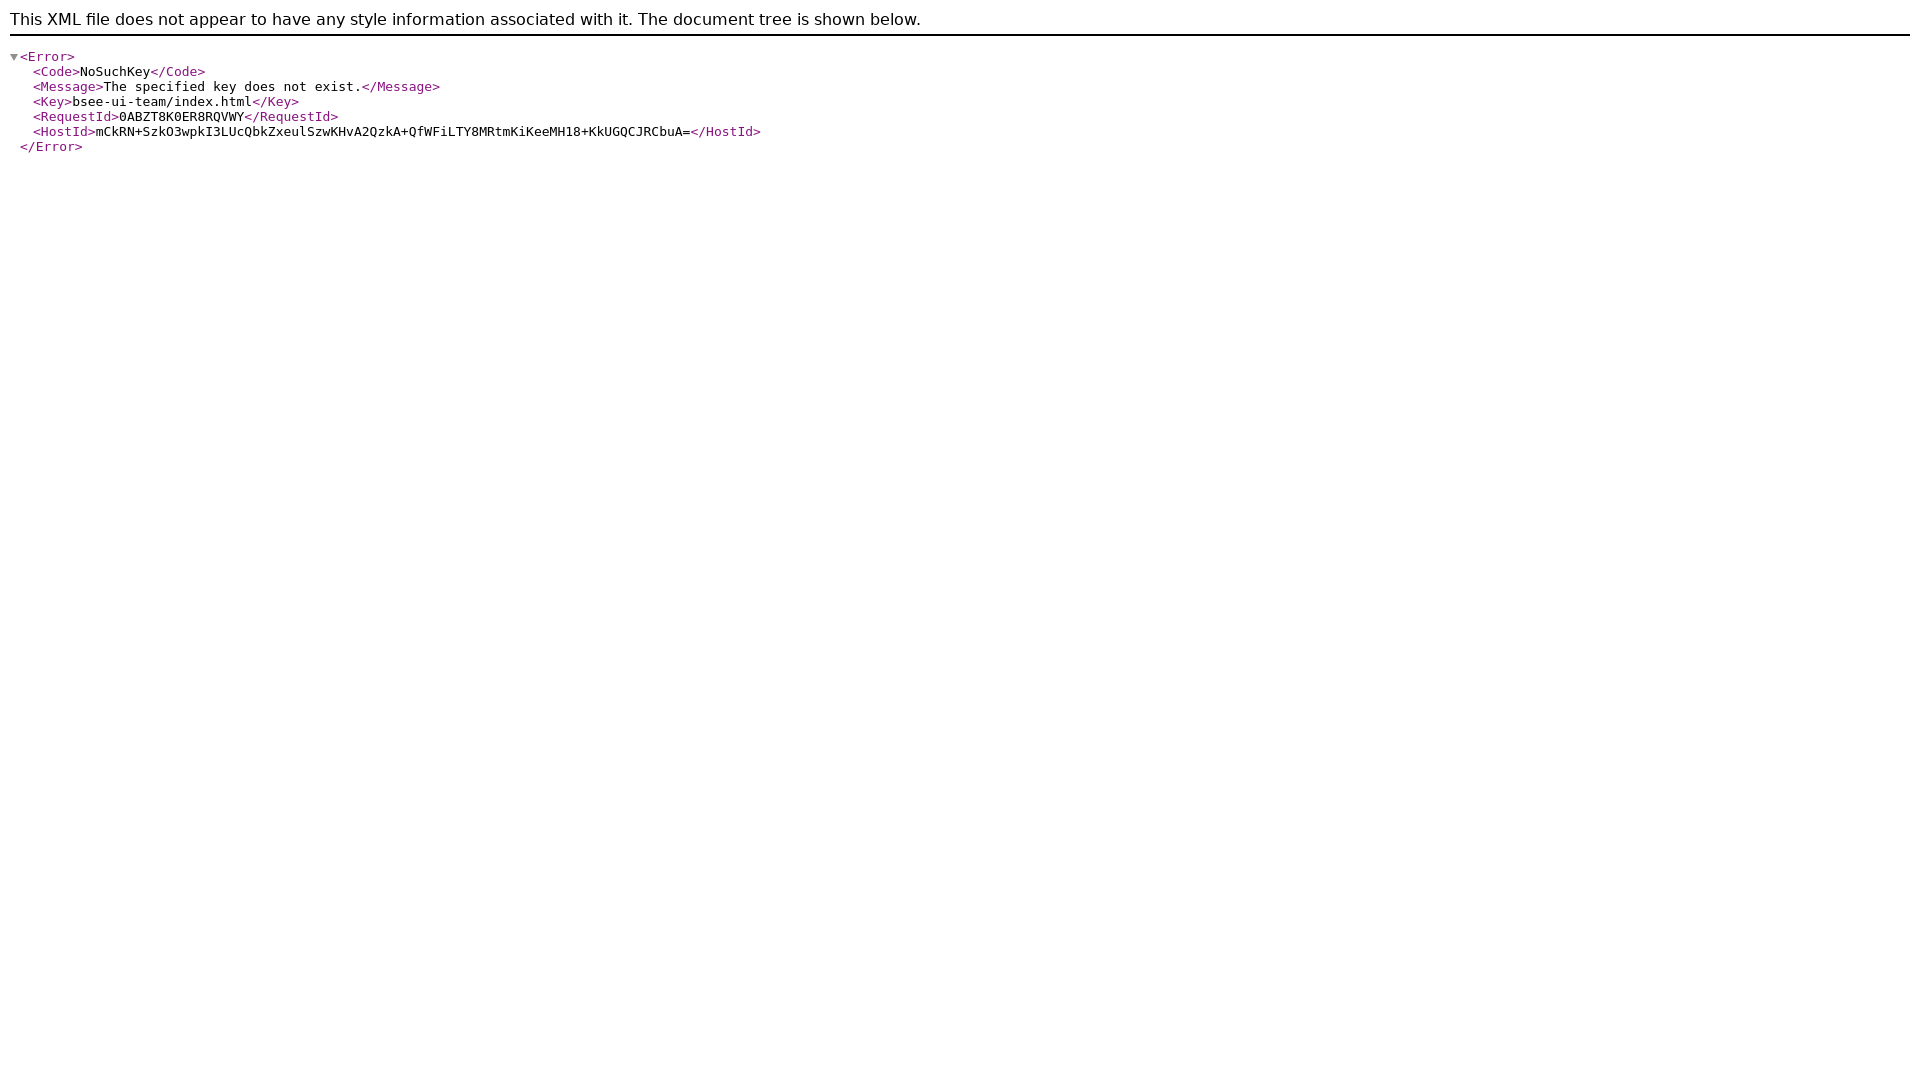 This XML file does not appear to have any style information associated with it. The document tree is shown below.
<Error>
<Code>NoSuchKey</Code>
<Message>The specified key does not exist.</Message>
<Key>bsee-ui-team/index.html</Key>
<RequestId>0ABZT8K0ER8RQVWY</RequestId>
<HostId>mCkRN+SzkO3wpkI3LUcQbkZxeulSzwKHvA2QzkA+QfWFiLTY8MRtmKiKeeMH18+KkUGQCJRCbuA=</HostId>
</Error>